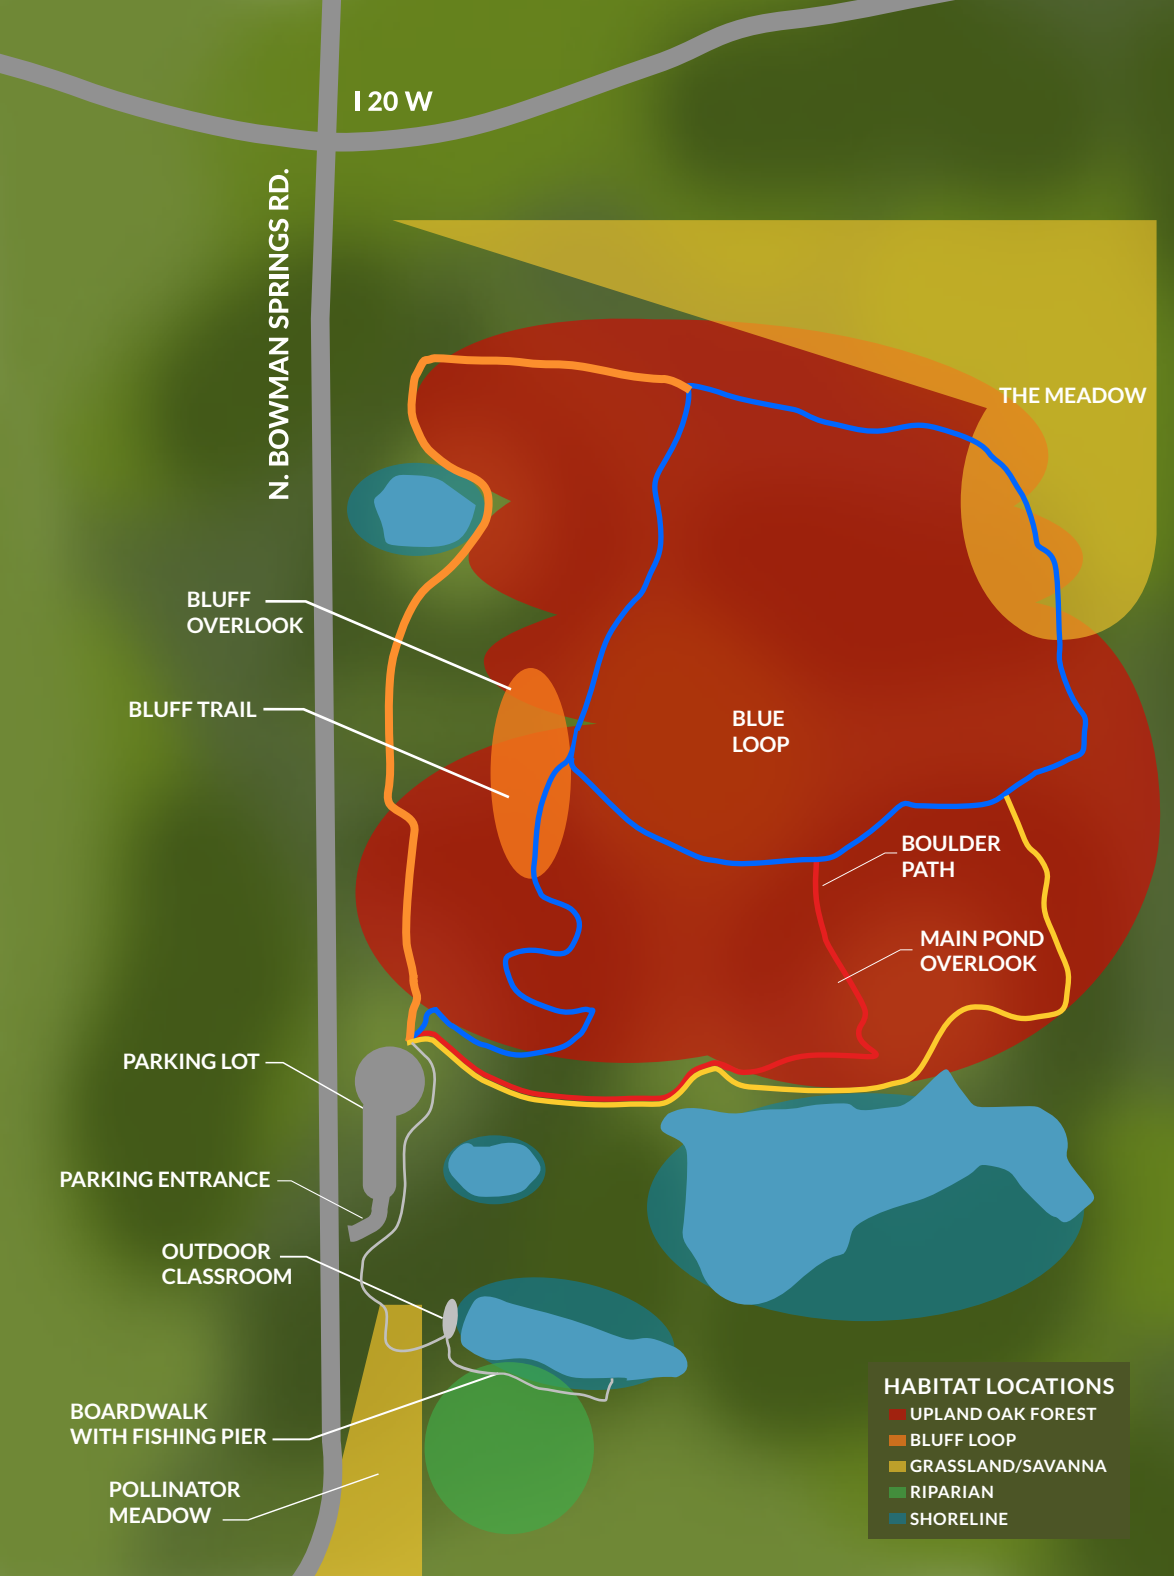 I 20 W
N. BOWMAN SPRINGS RD.
THE MEADOW
BLUFF
OVERLOOK
BLUFF TRAIL
BLUE
LOOP
BOULDER
PATH
MAIN POND
OVERLOOK
PARKING LOT
PARKING ENTRANCE
OUTDOOR
CLASSROOM
BOARDWALK
WITH FISHING PIER
POLLINATOR
MEADOW
HABITAT LOCATIONS
UPLAND OAK FOREST
BLUFF LOOP
GRASSLAND/SAVANNA
RIPARIAN
SHORELINE